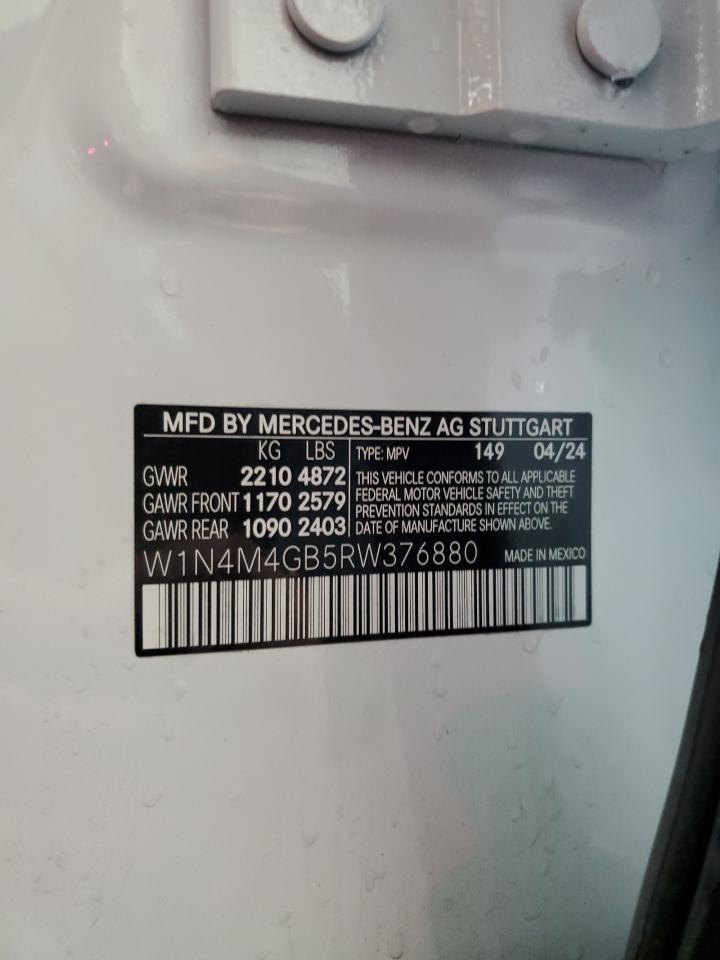 MFD BY MERCEDES-BENZ AG STUTTGART
KG LBS
GVWR 2210 4872
GAWR FRONT 1170 2579
GAWR REAR 1090 2403
TYPE: MPV 149 04/24
THIS VEHICLE CONFORMS TO ALL APPLICABLE
FEDERAL MOTOR VEHICLE SAFETY AND THEFT
PREVENTION STANDARDS IN EFFECT ON THE
DATE OF MANUFACTURE SHOWN ABOVE.
W1N4M4GB5RW376880 MADE IN MEXICO